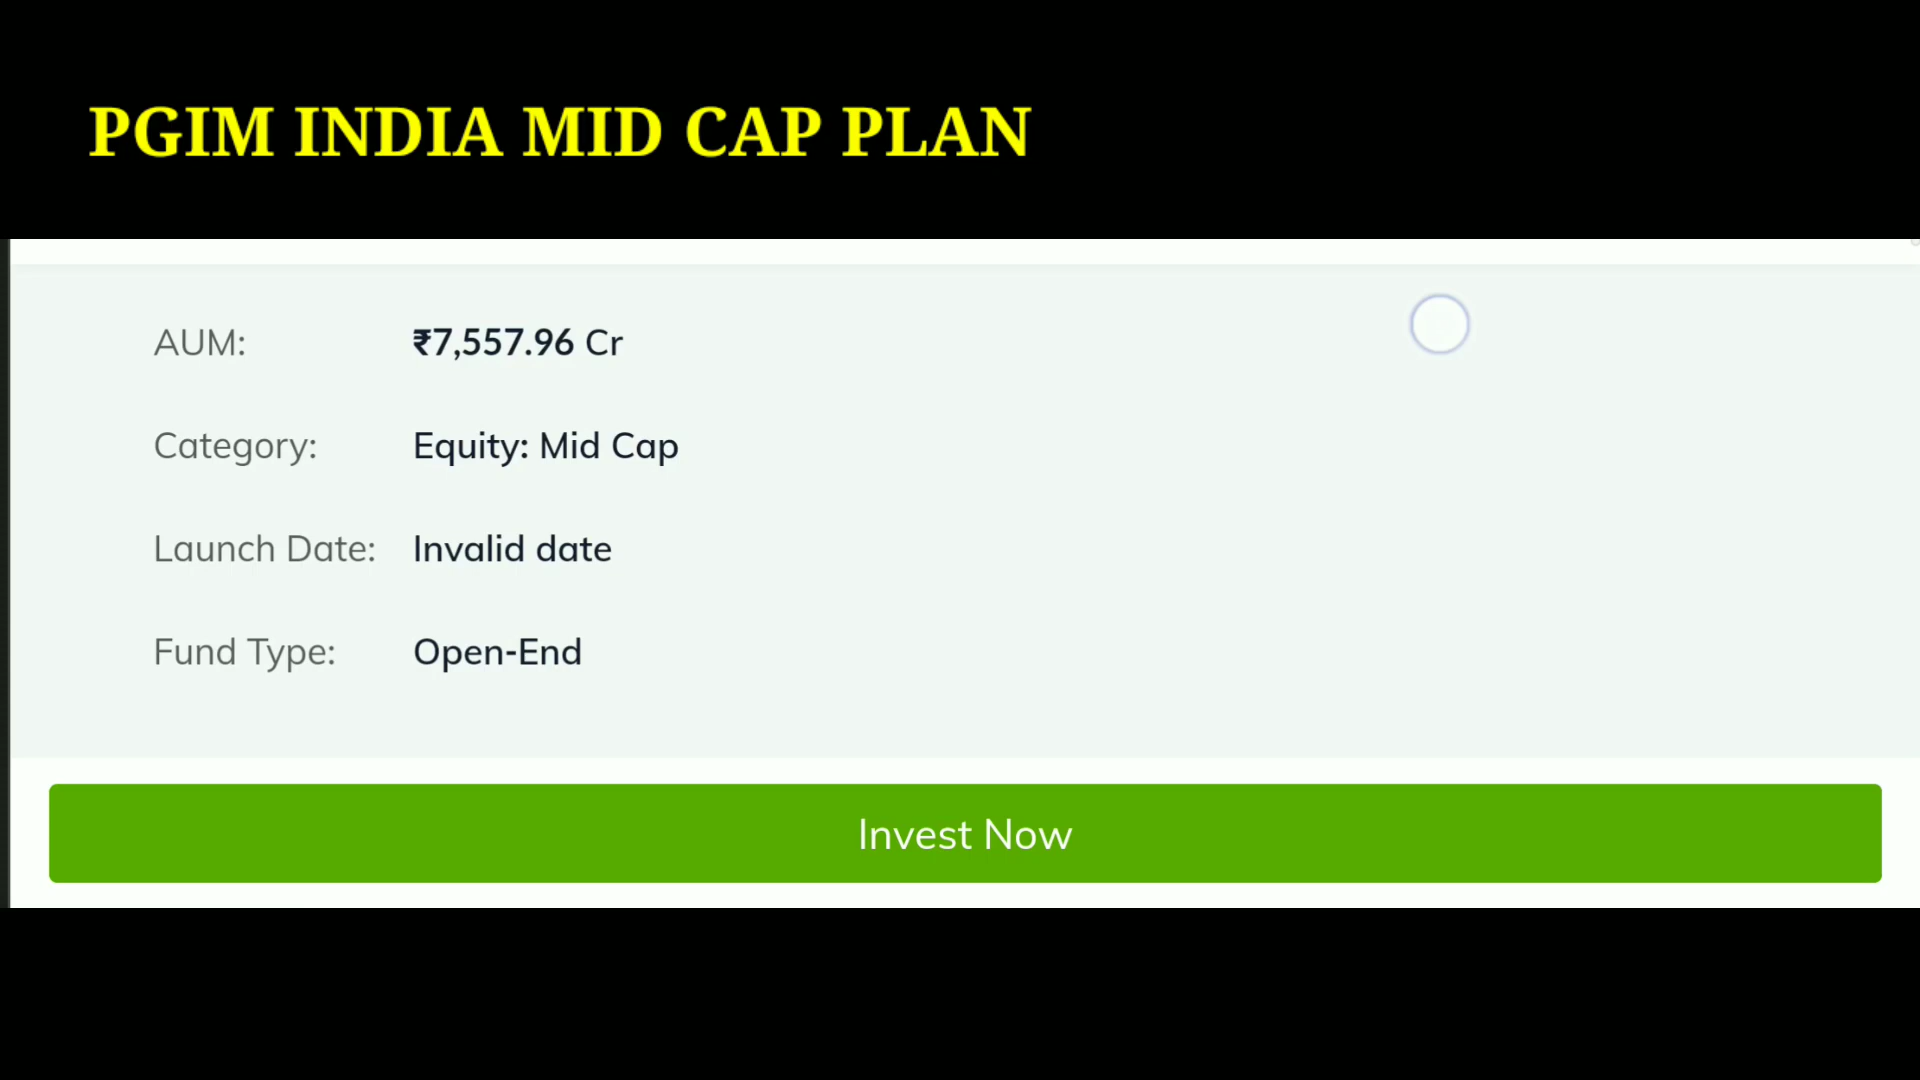 PGIM INDIA MID CAP PLAN
AUM: ₹7,557.96 Cr
Category: Equity: Mid Cap
Launch Date: Invalid date
Fund Type: Open-End
Invest Now